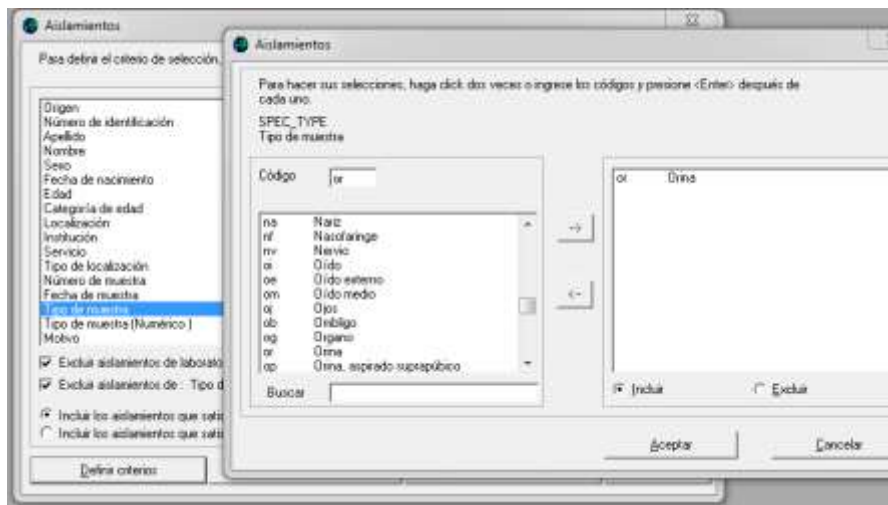 Aislamientos
Para definir el criterio de selección,
Origen
Número de identificación
Apellido
Nombre
Sexo
Fecha de nacimiento
Edad
Categoría de edad
Localización
Institución
Servicio
Tipo de localización
Número de muestra
Fecha de muestra
Tipo de muestra
Tipo de muestra (Numérico )
Motivo
Excluir aislamientos de laborato
Excluir aislamientos de : Tipo d
Incluir los aislamientos que satis
Incluir los aislamientos que satis
Definir criterios
Aislamientos
Para hacer sus selecciones, haga click dos veces o ingrese los códigos y presione <Enter> después de
cada uno.
SPEC_TYPE
Tipo de muestra
Código or
na Nariz
nf Nasofaringe
nv Nervio
oi Oído
oe Oído externo
om Oído medio
oj Ojos
ob Ombligo
og Organo
or Orina
op Orina, aspirado suprapúbico
Buscar
->
<-
or Orina
Incluir Excluir
Aceptar Cancelar